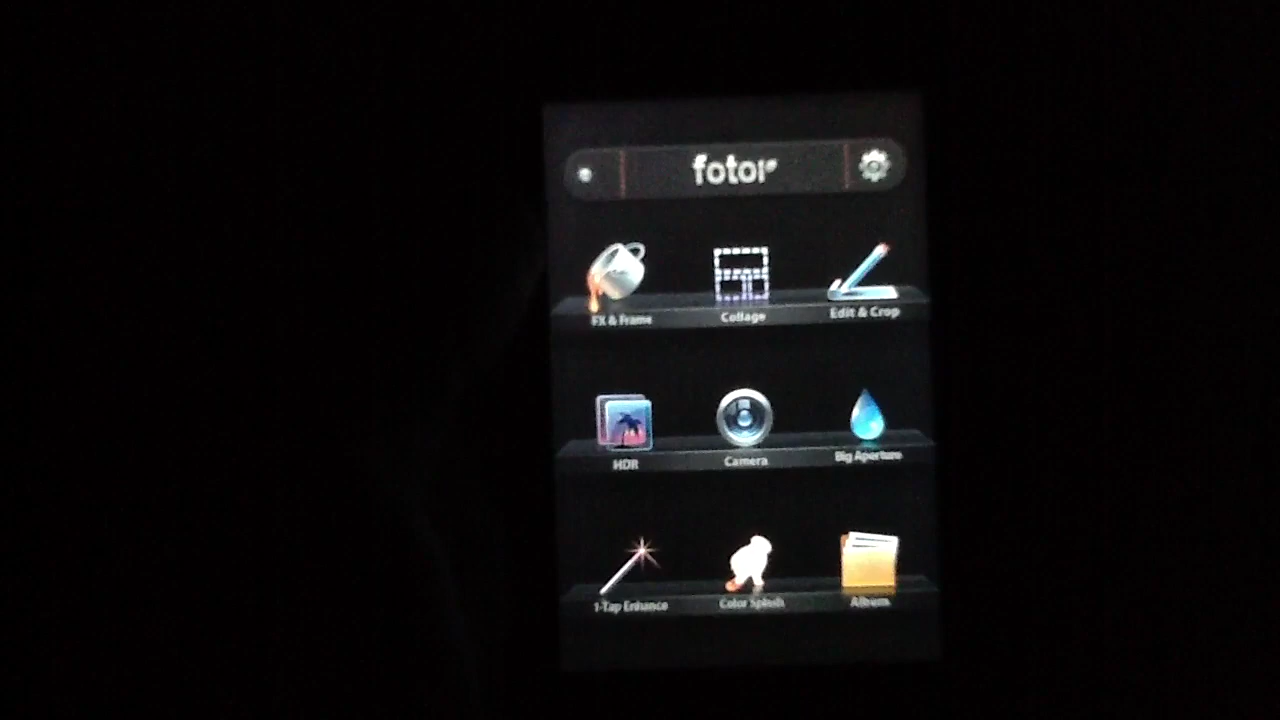 fotor
FX & Frame Collage Edit & Crop
HDR Camera Big Aperture
1-Tap Enhance Color Splash Album